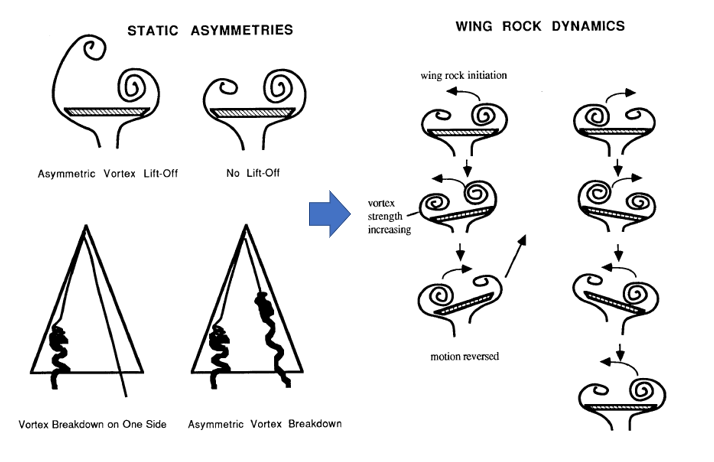 STATIC ASYMMETRIES
Asymmetric Vortex Lift-Off
No Lift-Off
Vortex Breakdown on One Side
Asymmetric Vortex Breakdown
WING ROCK DYNAMICS
wing rock initiation
vortex
strength
increasing
motion reversed